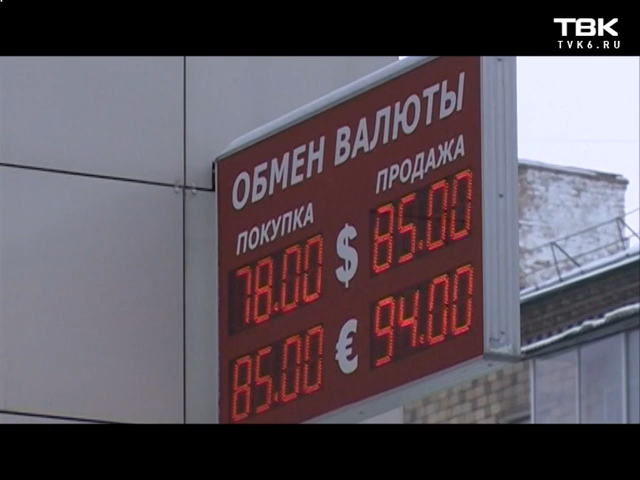 ТВК
TVK6.RU
ОБМЕН ВАЛЮТЫ
ПОКУПКА ПРОДАЖА
78.00 $ 85.00
85.00 € 94.00